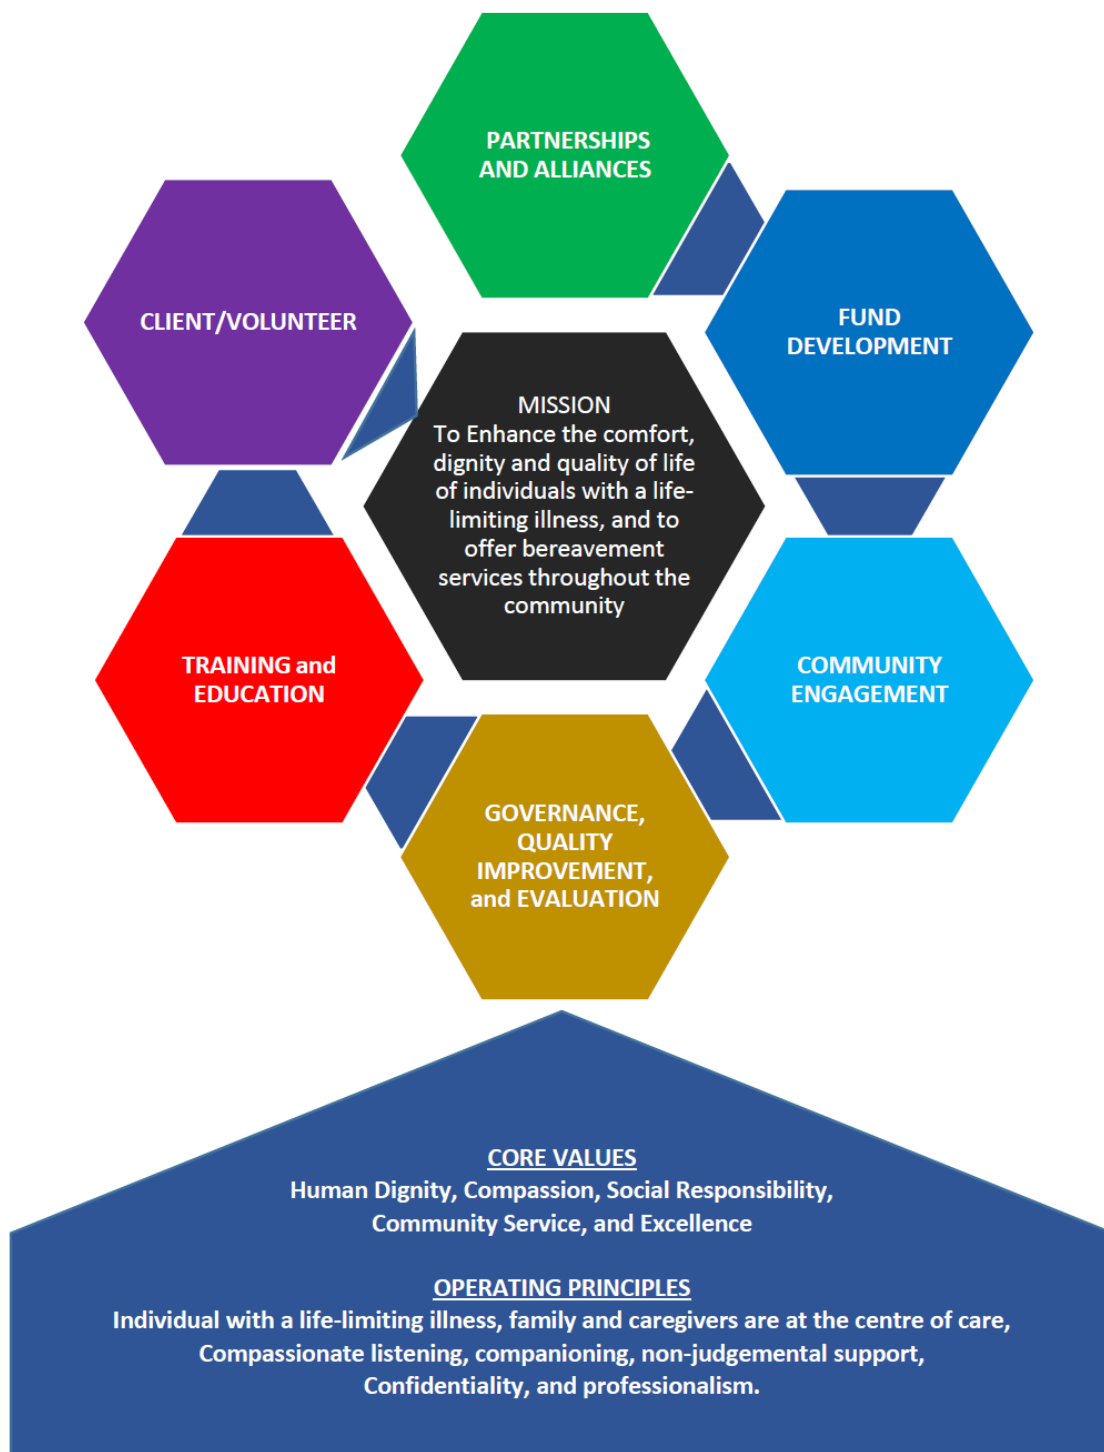 PARTNERSHIPS
AND ALLIANCES
CLIENT/VOLUNTEER
FUND
DEVELOPMENT
MISSION
To Enhance the comfort,
dignity and quality of life
of individuals with a life-
limiting illness, and to
offer bereavement
services throughout the
community
TRAINING and
EDUCATION
COMMUNITY
ENGAGEMENT
GOVERNANCE,
QUALITY
IMPROVEMENT,
and EVALUATION
CORE VALUES
Human Dignity, Compassion, Social Responsibility,
Community Service, and Excellence
OPERATING PRINCIPLES
Individual with a life-limiting illness, family and caregivers are at the centre of care,
Compassionate listening, companioning, non-judgemental support,
Confidentiality, and professionalism.